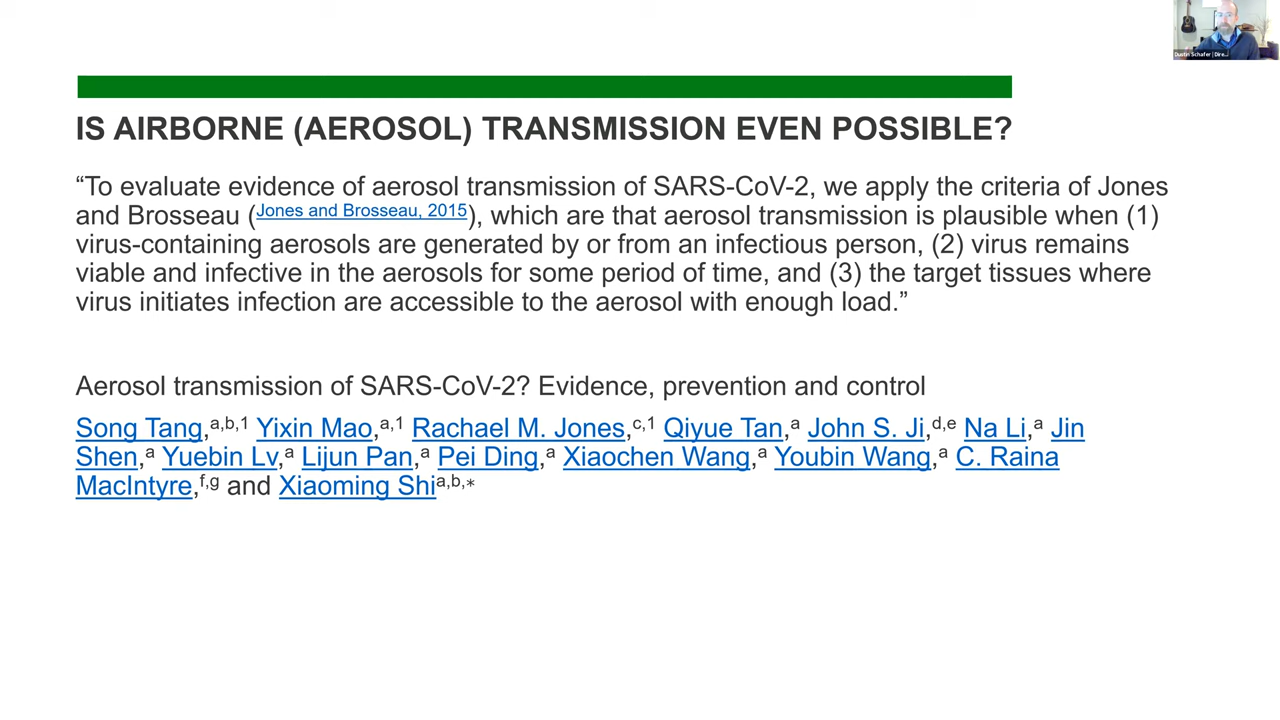 Dustin Schafer | Dire...
IS AIRBORNE (AEROSOL) TRANSMISSION EVEN POSSIBLE?
“To evaluate evidence of aerosol transmission of SARS-CoV-2, we apply the criteria of Jones
and Brosseau (Jones and Brosseau, 2015), which are that aerosol transmission is plausible when (1)
virus-containing aerosols are generated by or from an infectious person, (2) virus remains
viable and infective in the aerosols for some period of time, and (3) the target tissues where
virus initiates infection are accessible to the aerosol with enough load.”
Aerosol transmission of SARS-CoV-2? Evidence, prevention and control
Song Tang,a,b,1 Yixin Mao,a,1 Rachael M. Jones,c,1 Qiyue Tan,a John S. Ji,d,e Na Li,a Jin
Shen,a Yuebin Lv,a Lijun Pan,a Pei Ding,a Xiaochen Wang,a Youbin Wang,a C. Raina
MacIntyre,f,g and Xiaoming Shia,b,∗